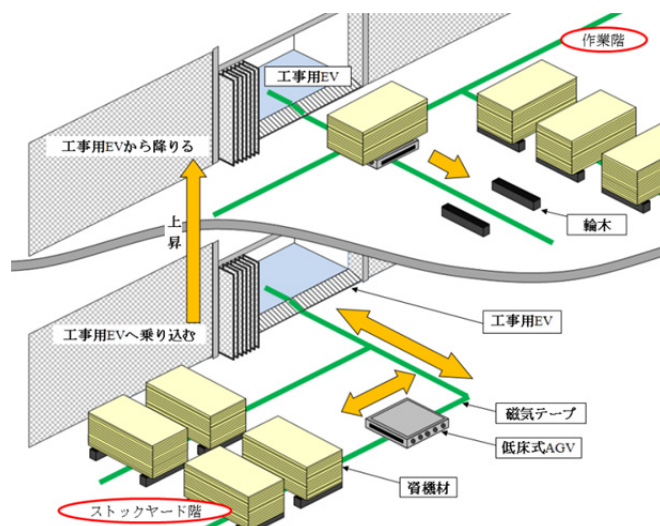 作業階
工事用EV
工事用EVから降りる
上昇
輪木
工事用EVへ乗り込む
工事用EV
磁気テープ
低床式AGV
資機材
ストックヤード階